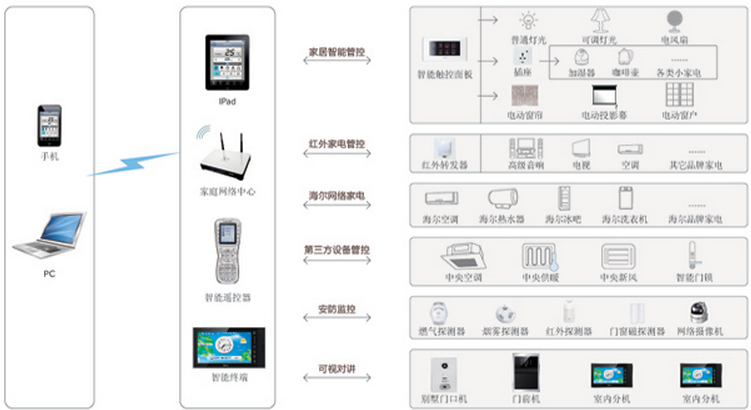 手机
PC
IPad
家庭网络中心
智能遥控器
智能终端
家居智能管控
红外家电管控
海尔网络家电
第三方设备管控
安防监控
可视对讲
智能触控面板
普通灯光 可调灯光 电风扇
插座 加湿器 咖啡壶 各类小家电
电动窗帘 电动投影幕 电动窗户
红外转发器 高级音响 电视 空调 其它品牌家电
海尔空调 海尔热水器 海尔冰吧 海尔洗衣机 海尔品牌家电
中央空调 中央供暖 中央新风 智能门锁
燃气探测器 烟雾探测器 红外探测器 门窗磁探测器 网络摄像机
别墅门口机 门前机 室内分机 室内分机